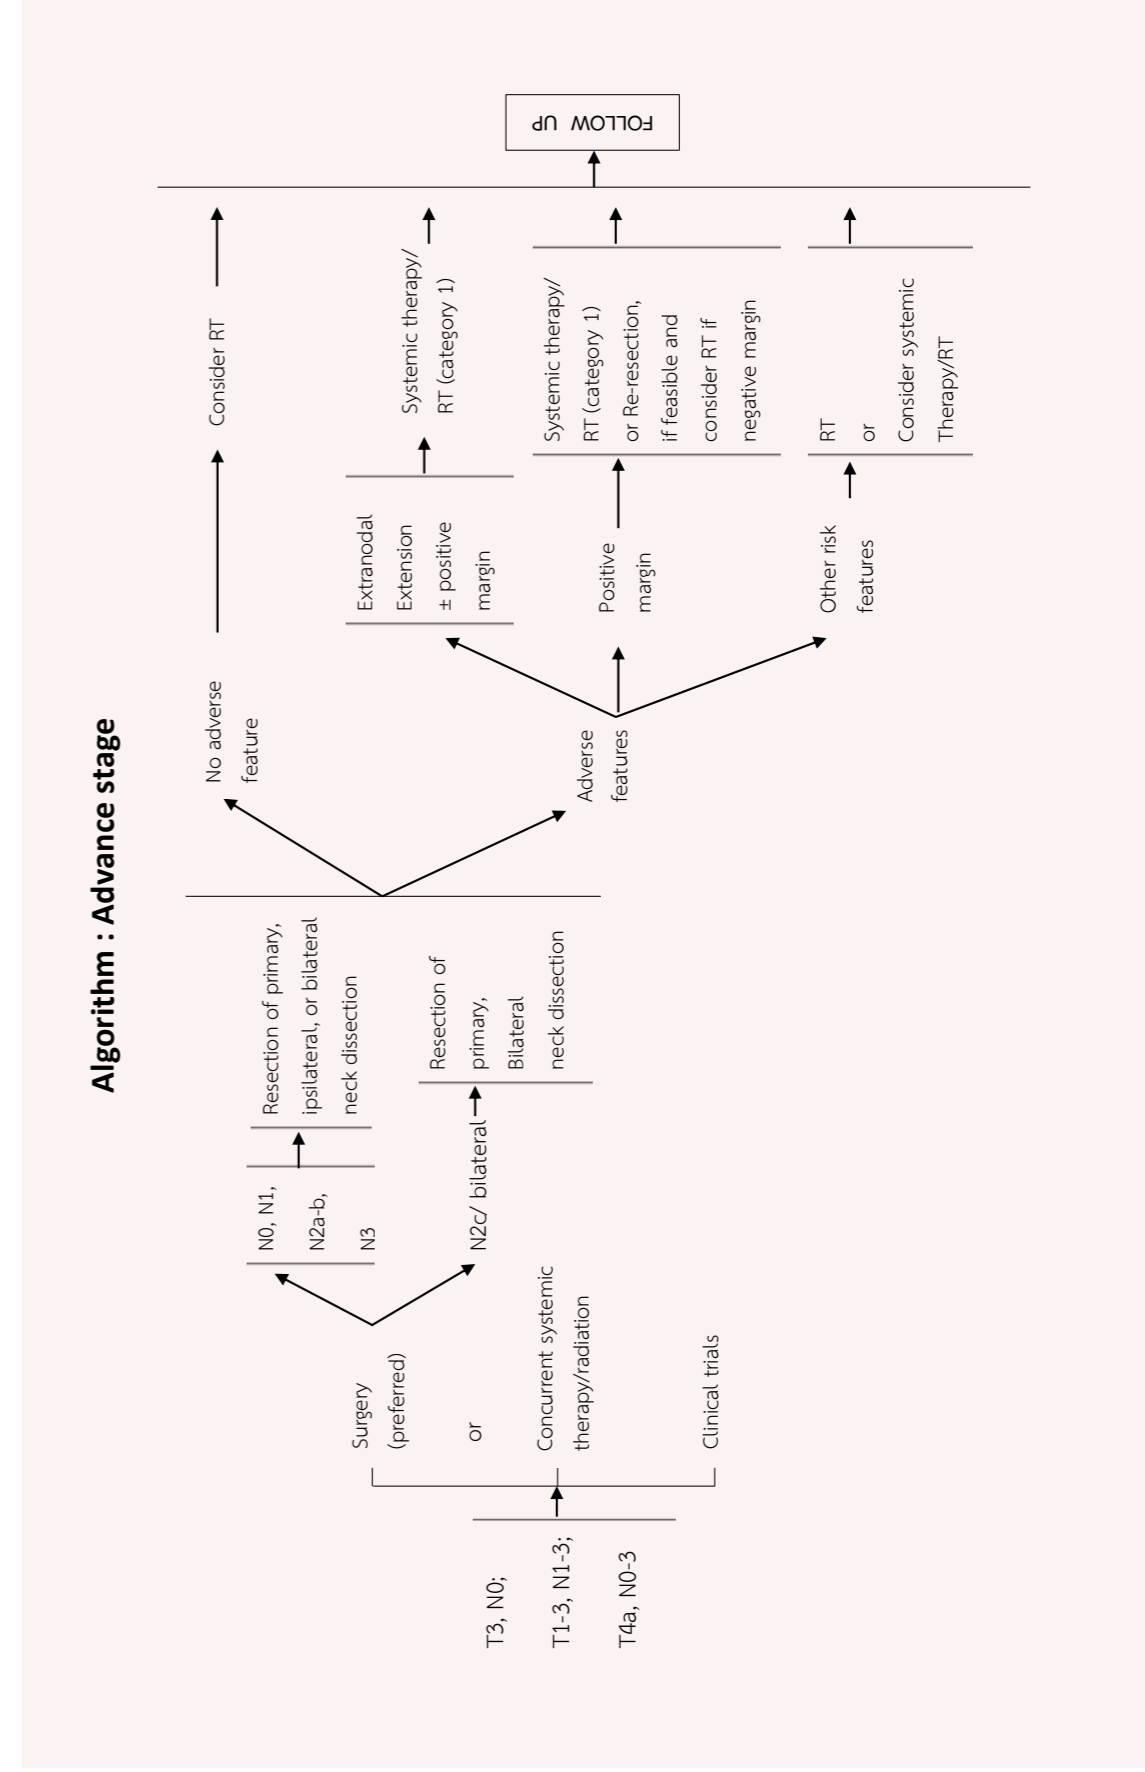 Algorithm : Advance stage
T3, N0;
T1-3, N1-3;
T4a, N0-3
Surgery
(preferred)
or
Concurrent systemic
therapy/radiation
Clinical trials
N0, N1,
N2a-b,
N3
N2c/ bilateral
Resection of primary,
ipsilateral, or bilateral
neck dissection
Resection of
primary,
Bilateral
neck dissection
No adverse
feature
Adverse
features
Consider RT
Extranodal
Extension
± positive
margin
Systemic therapy/
RT (category 1)
Positive
margin
Systemic therapy/
RT (category 1)
or Re-resection,
if feasible and
consider RT if
negative margin
Other risk
features
RT
or
Consider systemic
Therapy/RT
FOLLOW UP